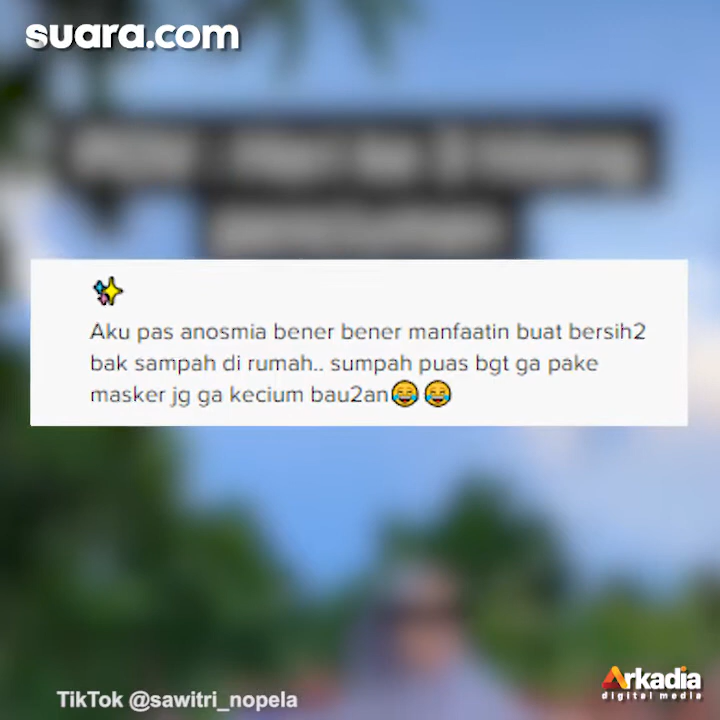 suara.com
Aku pas anosmia bener bener manfaatin buat bersih2
bak sampah di rumah.. sumpah puas bgt ga pake
masker jg ga kecium bau2an😂😂
TikTok @sawitri_nopela
Arkadia
digital media